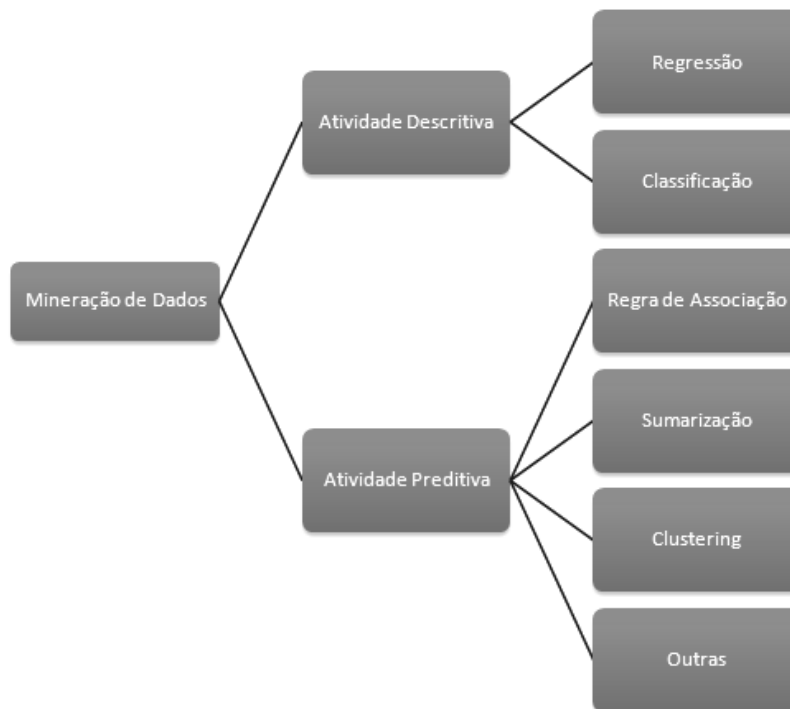 Mineração de Dados
Atividade Descritiva
Regressão
Classificação
Atividade Preditiva
Regra de Associação
Sumarização
Clustering
Outras